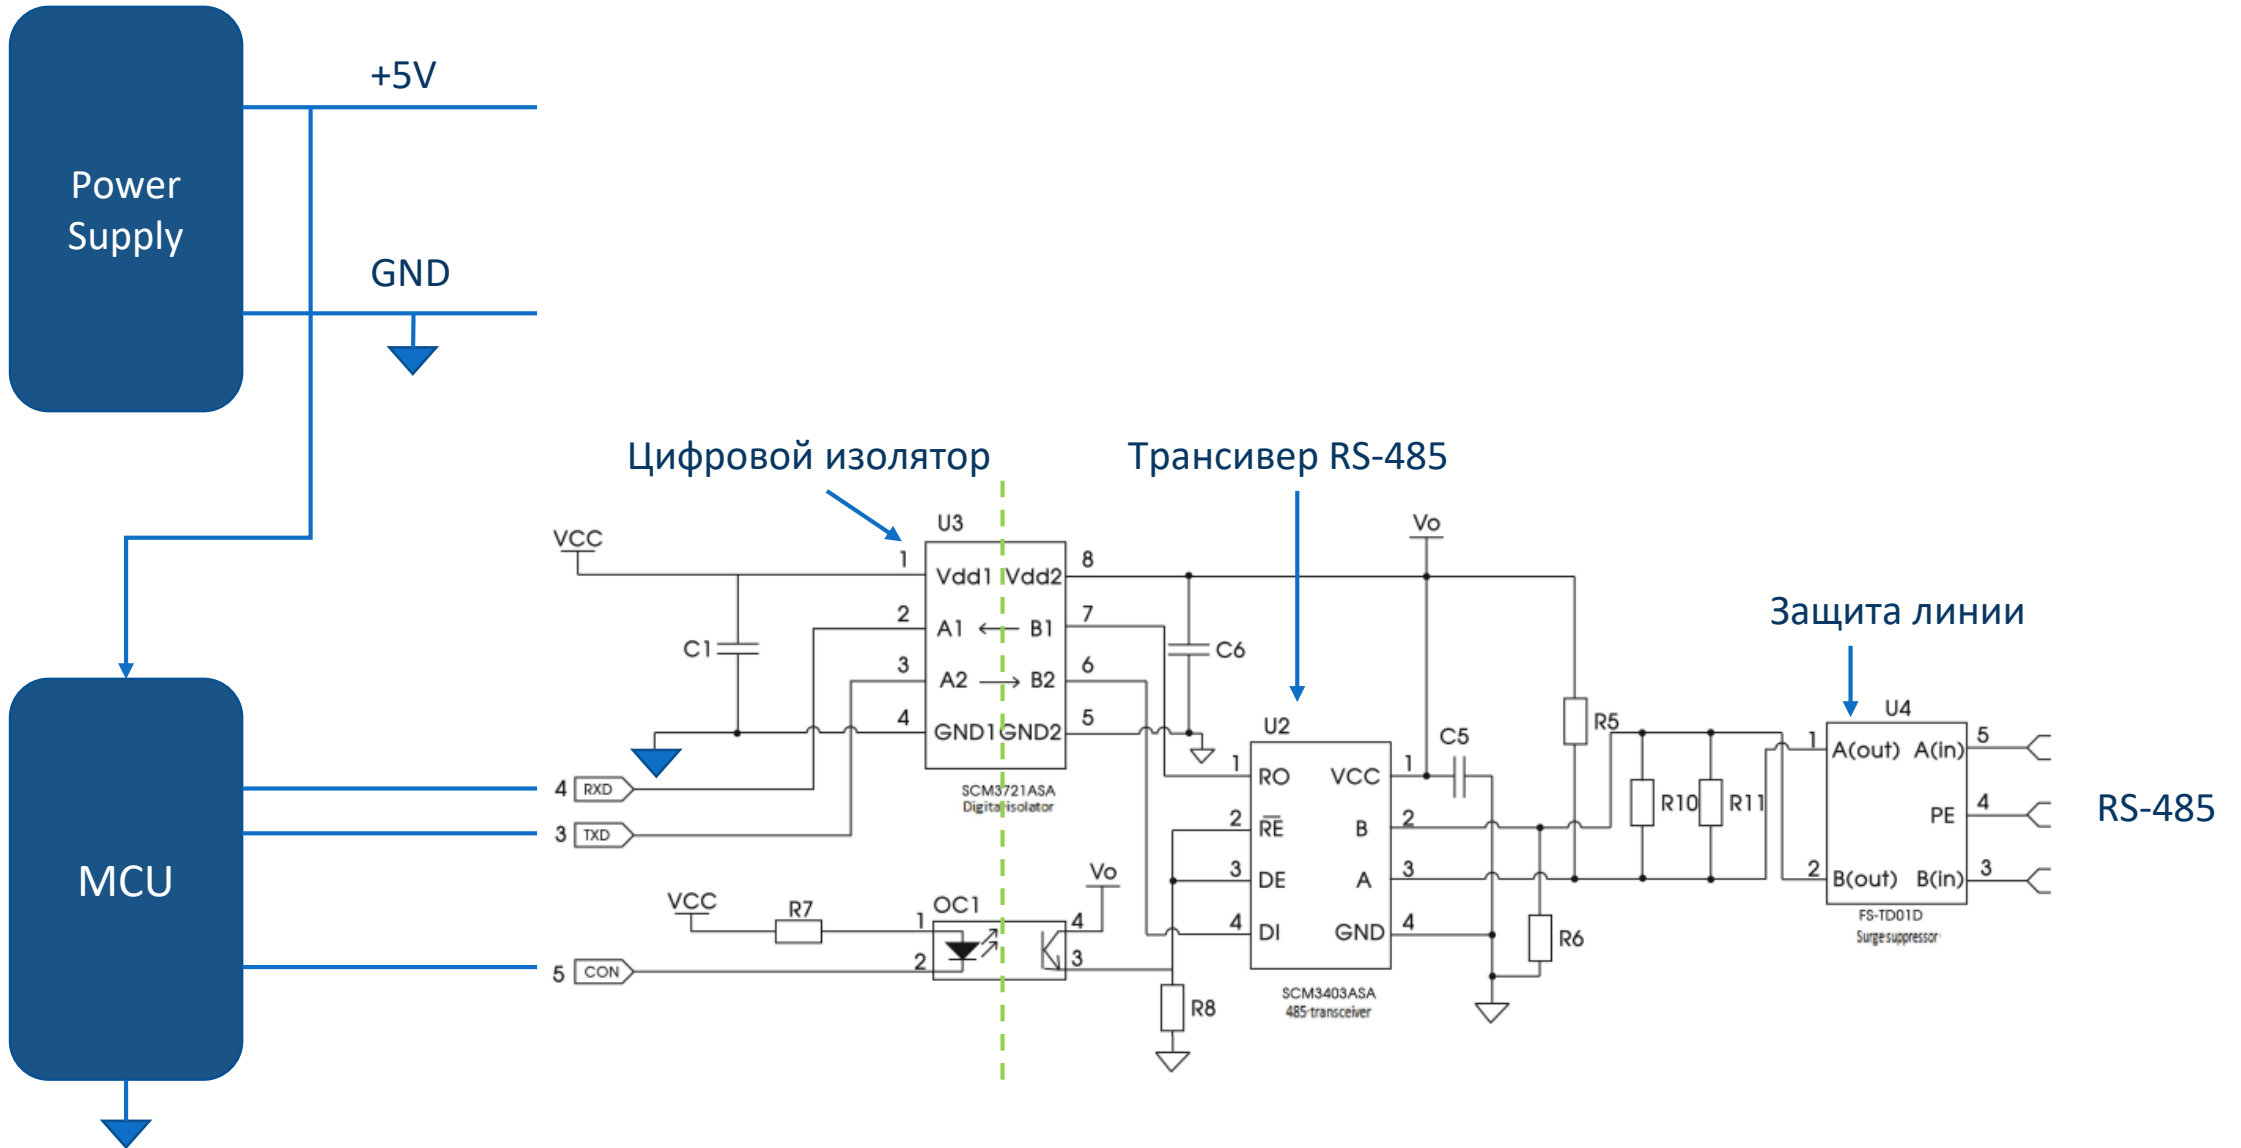 +5V
Power
Supply
GND
Цифровой изолятор
Трансивер RS-485
U3
Vo
VCC
1
Vdd1
Vdd2
8
2
A1
B1
7
C1
C6
3
A2
B2
6
4
GND1
GND2
5
SCM3721ASA
Digital isolator
Защита линии
U2
R5
C5
U4
1
RO
VCC
1
1
A(out)
A(in)
5
4
RXD
2
RE
R10
R11
PE
4
RS-485
3
TXD
B
2
MCU
Vo
3
DE
A
3
2
B(out)
B(in)
3
VCC
R7
OC1
1
4
FS-TD01D
Surge suppressor
4
DI
GND
4
R6
5
CON
2
3
SCM3403ASA
485 transceiver
R8